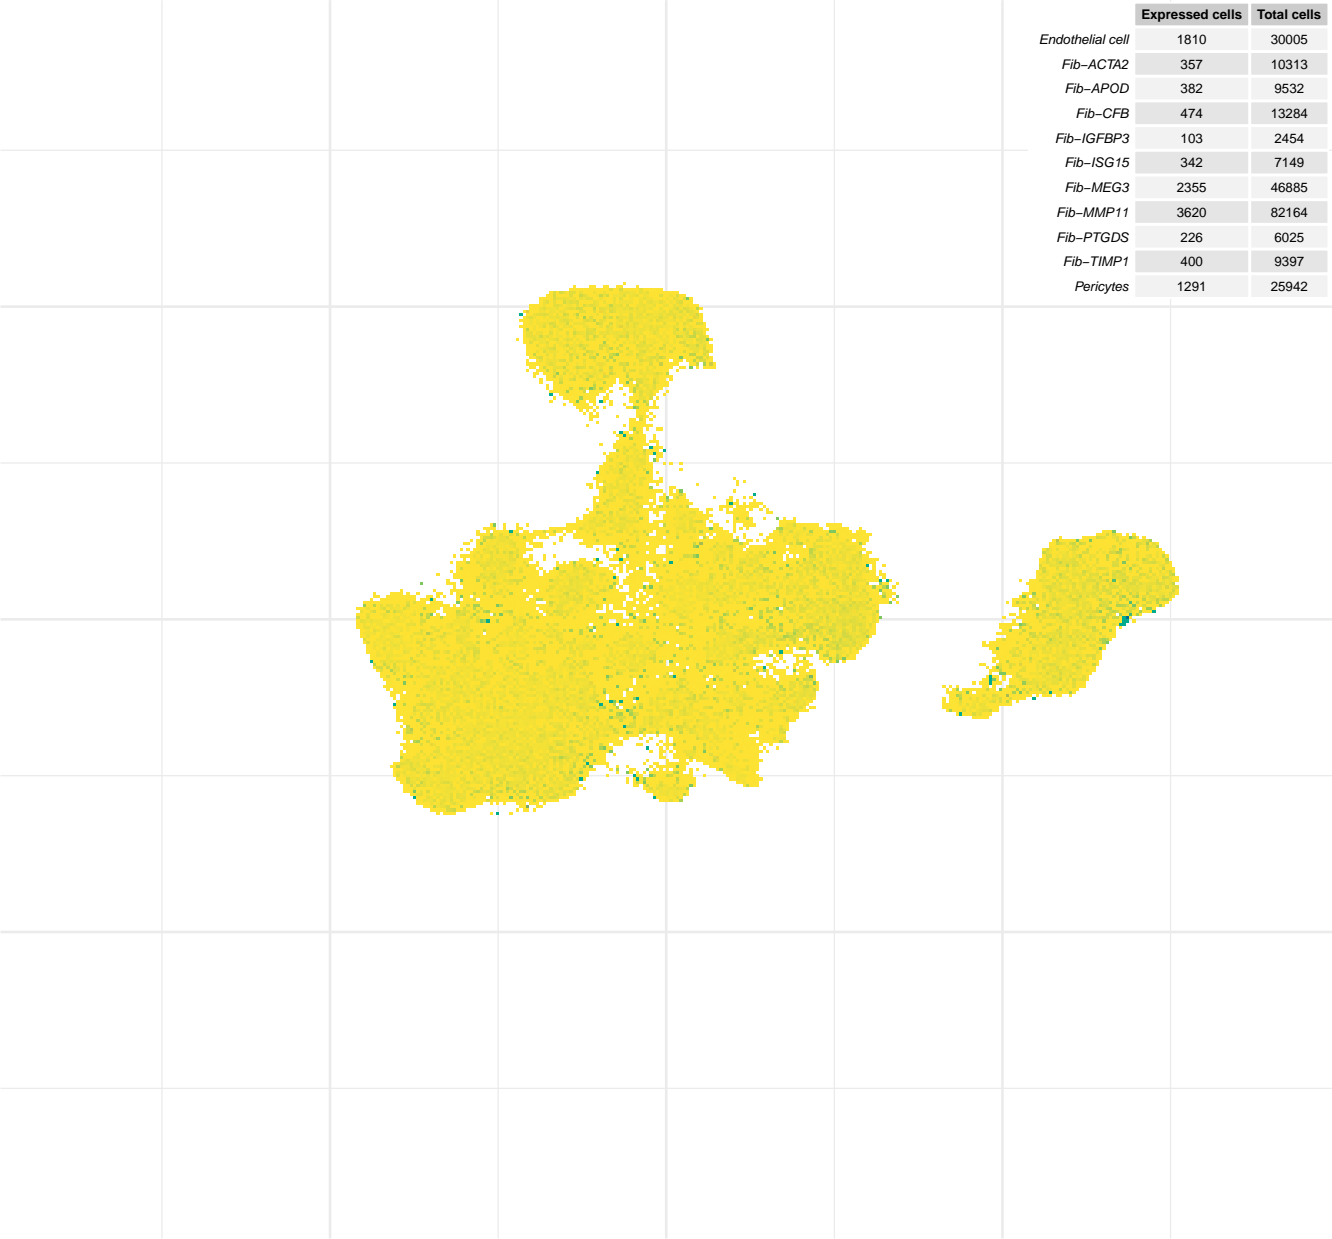 Expressed cells Total cells
Endothelial cell 1810 30005
Fib−ACTA2 357 10313
Fib−APOD 382 9532
Fib−CFB 474 13284
Fib−IGFBP3 103 2454
Fib−ISG15 342 7149
Fib−MEG3 2355 46885
Fib−MMP11 3620 82164
Fib−PTGDS 226 6025
Fib−TIMP1 400 9397
Pericytes 1291 25942